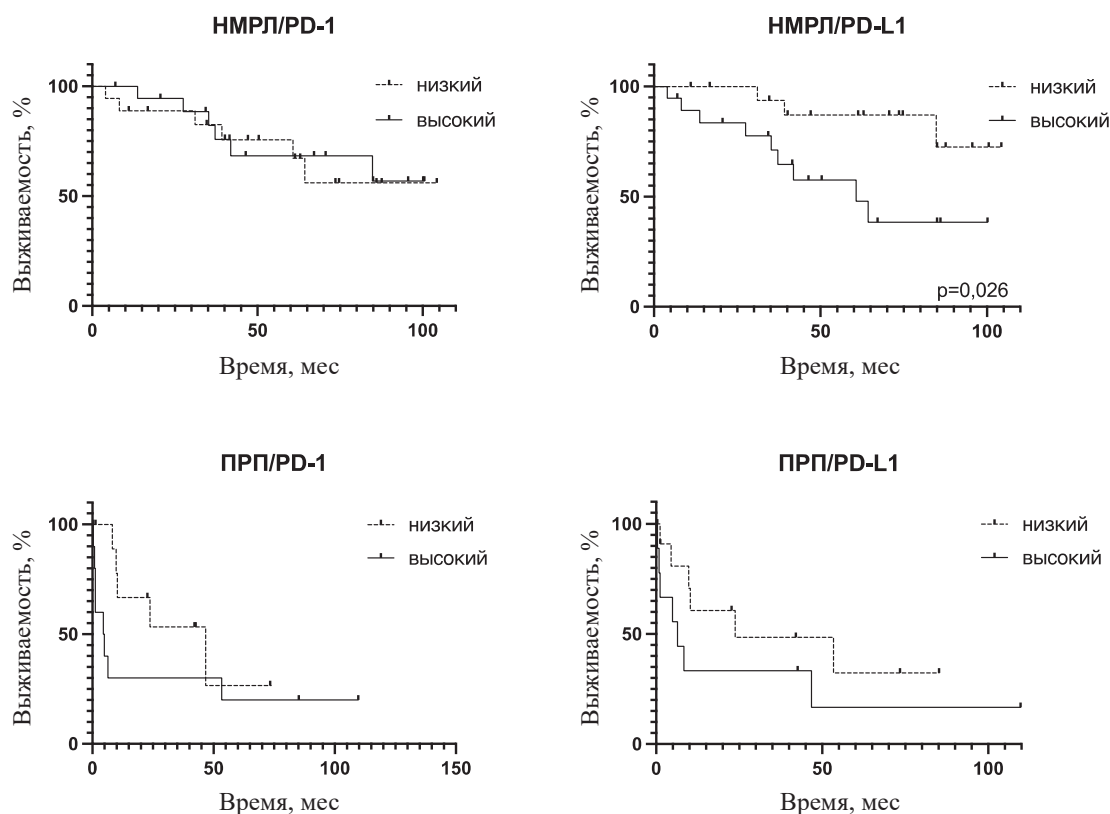 НМРЛ/PD-1
Выживаемость, %
100
50
0
0
50
100
Время, мес
низкий
высокий
НМРЛ/PD-L1
Выживаемость, %
100
50
0
0
50
100
Время, мес
низкий
высокий
p=0,026
ПРП/PD-1
Выживаемость, %
100
50
0
0
50
100
150
Время, мес
низкий
высокий
ПРП/PD-L1
Выживаемость, %
100
50
0
0
50
100
Время, мес
низкий
высокий